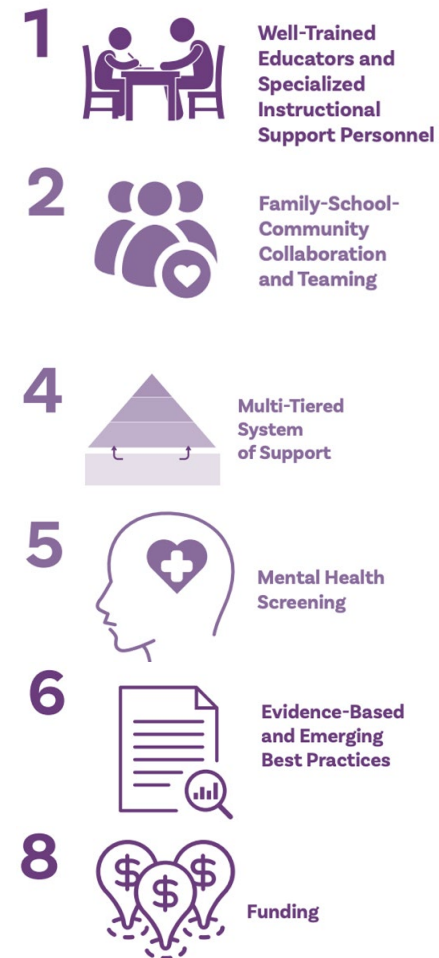 1
Well-Trained
Educators and
Specialized
Instructional
Support Personnel
2
Family-School-
Community
Collaboration
and Teaming
4
Multi-Tiered
System
of Support
5
Mental Health
Screening
6
Evidence-Based
and Emerging
Best Practices
8
$ $ $
Funding